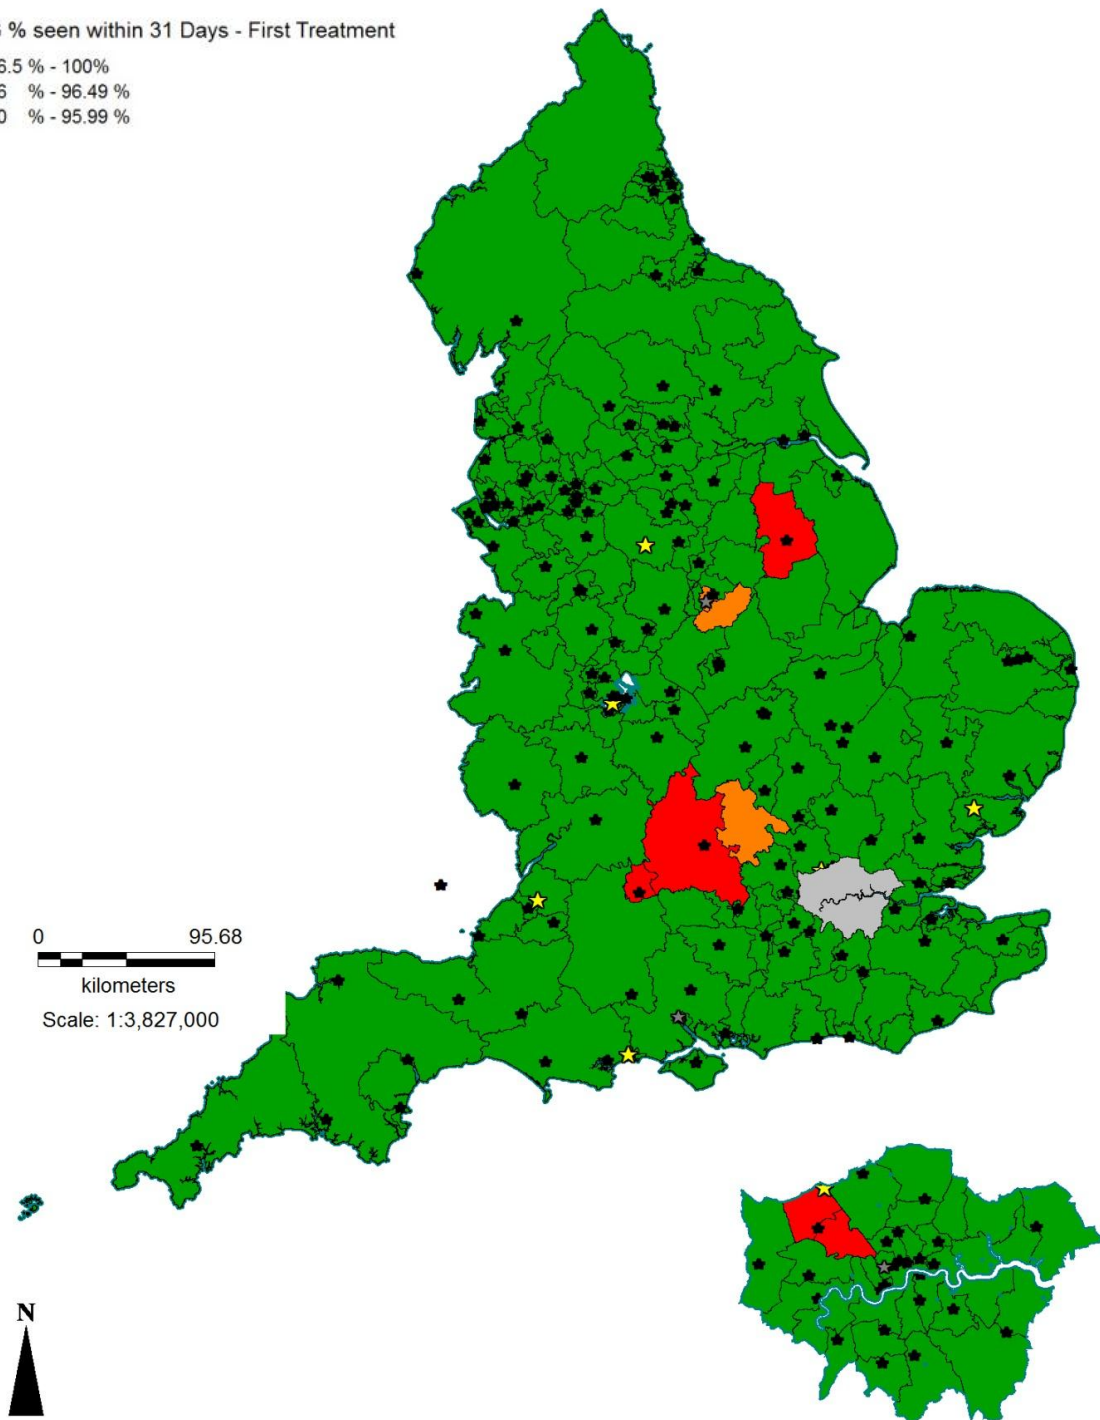 % seen within 31 Days - First Treatment
6.5 % - 100%
6 % - 96.49 %
0 % - 95.99 %
0 95.68
kilometers
Scale: 1:3,827,000
N